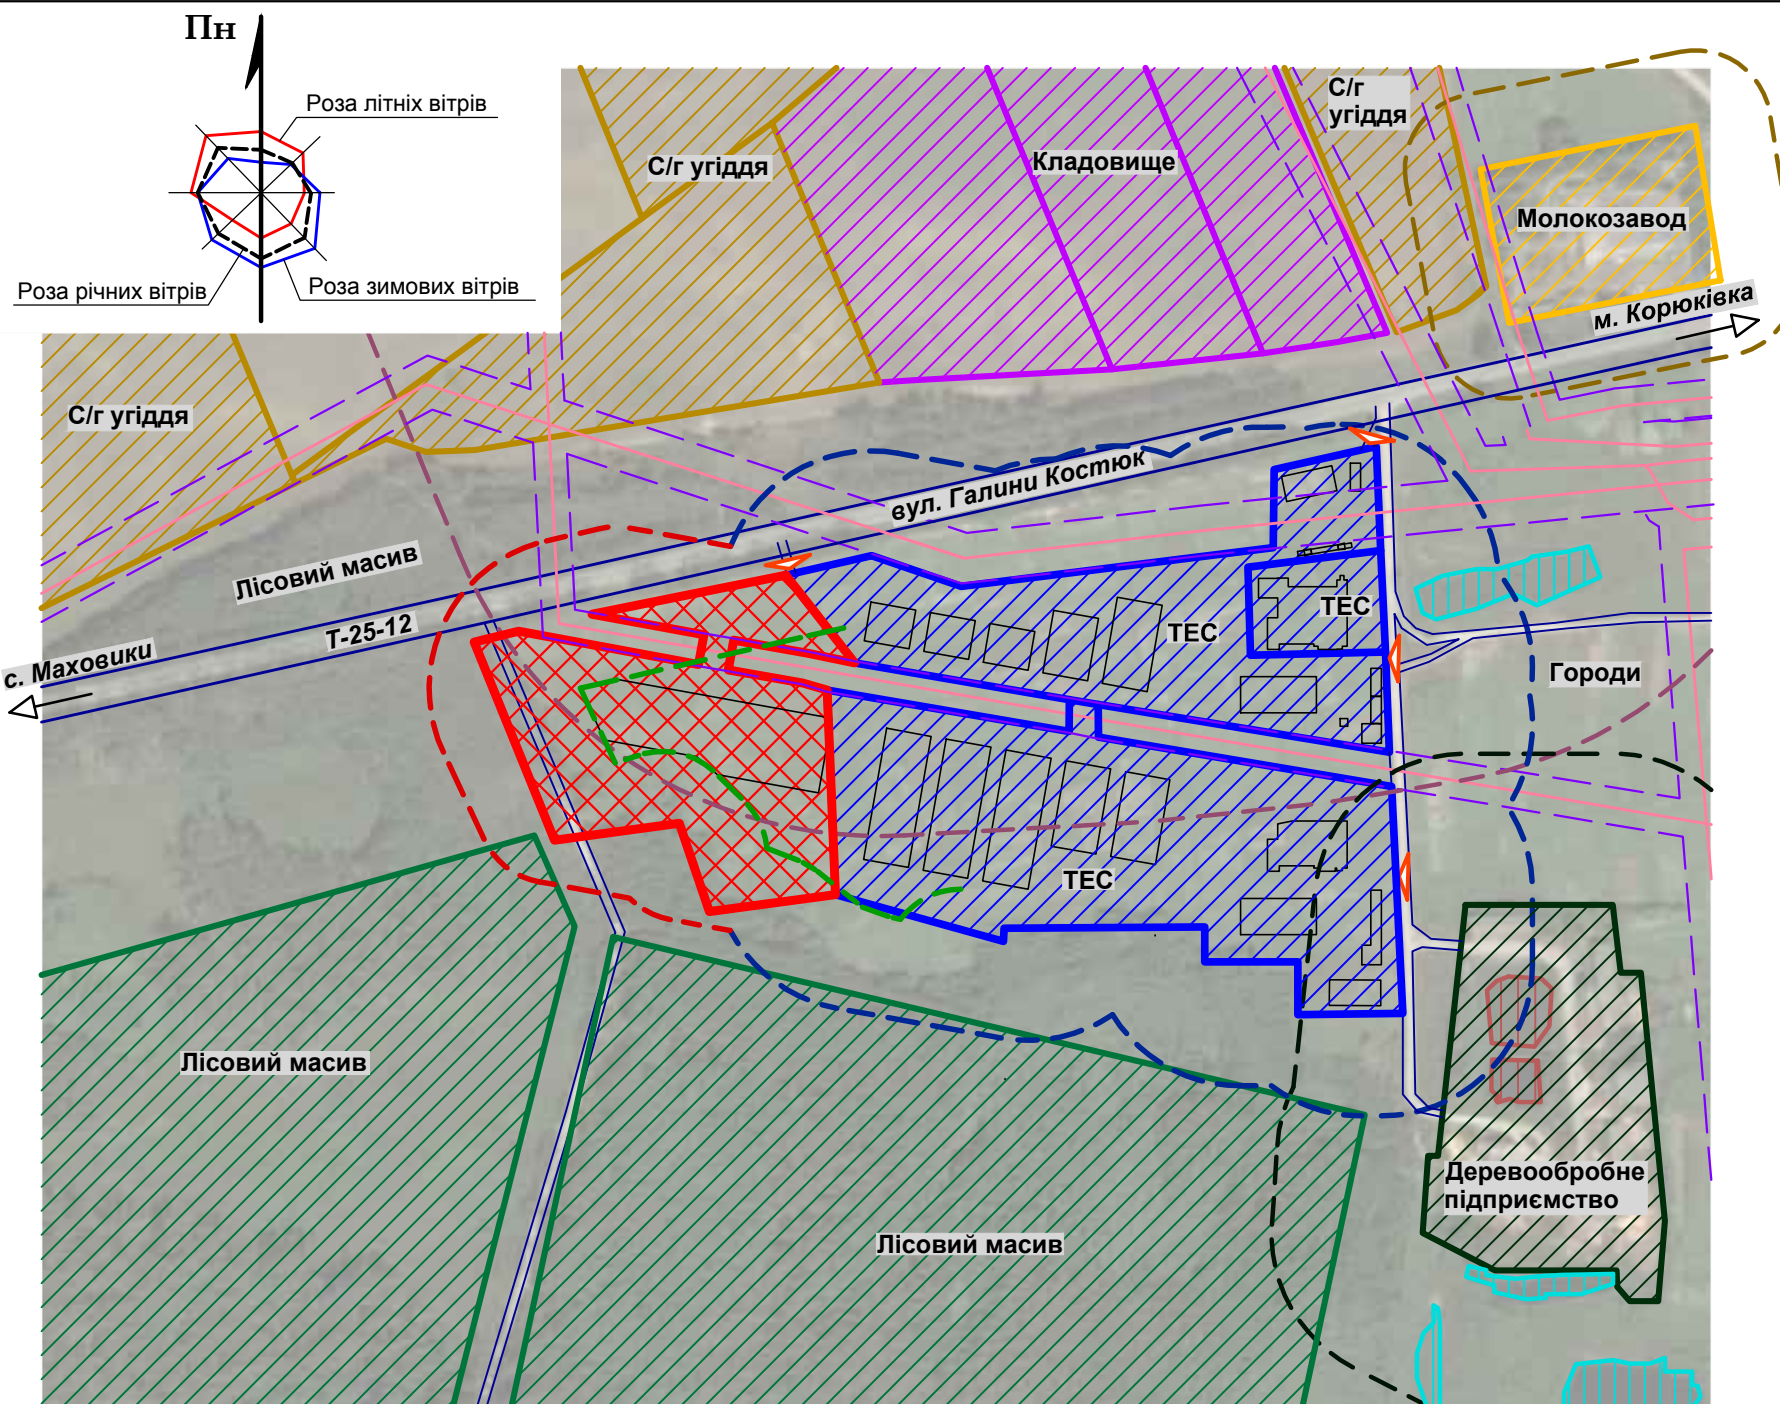 Пн
Роза літніх вітрів
Роза річних вітрів
Роза зимових вітрів
С/г
угіддя
С/г угіддя
Кладовище
Молокозавод
м. Корюківка
С/г угіддя
вул. Галини Костюк
Лісовий масив
Т-25-12
с. Маховики
ТЕС
ТЕС
Городи
ТЕС
Лісовий масив
Деревообробне
підприємство
Лісовий масив